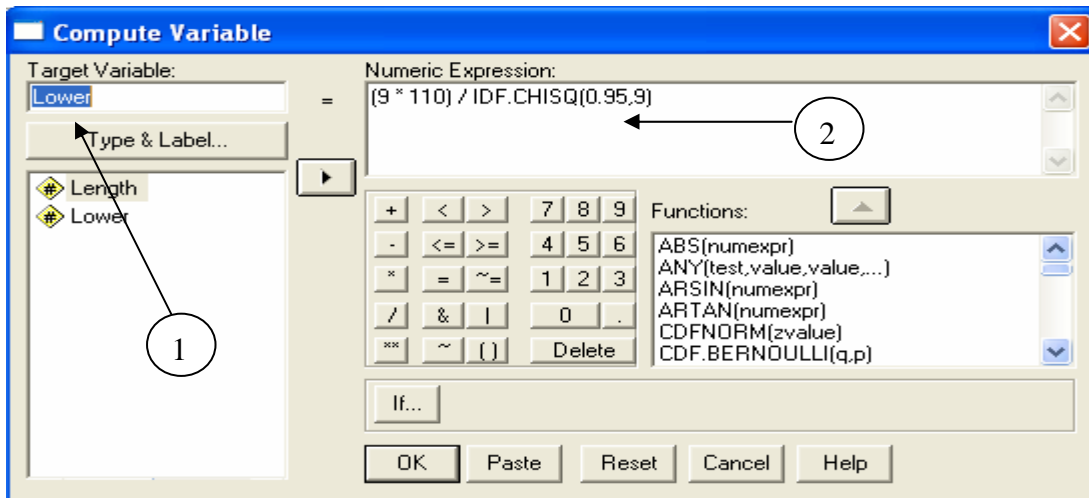 Compute Variable
Target Variable:
Lower
=
Numeric Expression:
(9 * 110) / IDF.CHISQ(0.95,9)
2
Type & Label...
Length
Lower
1
+ < > 7 8 9
- <= >= 4 5 6
* = ~= 1 2 3
/ & | 0 .
** ~ () Delete
Functions:
ABS(numexpr)
ANY(test,value,value,...)
ARSIN(numexpr)
ARTAN(numexpr)
CDFNORM(zvalue)
CDF.BERNOULLI(q,p)
If...
OK Paste Reset Cancel Help